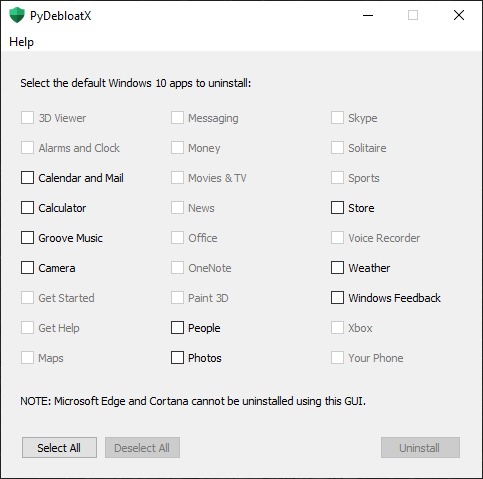 PyDebloatX
Help
Select the default Windows 10 apps to uninstall:
3D Viewer Messaging Skype
Alarms and Clock Money Solitaire
Calendar and Mail Movies & TV Sports
Calculator News Store
Groove Music Office Voice Recorder
Camera OneNote Weather
Get Started Paint 3D Windows Feedback
Get Help People Xbox
Maps Photos Your Phone
NOTE: Microsoft Edge and Cortana cannot be uninstalled using this GUI.
Select All Deselect All Uninstall